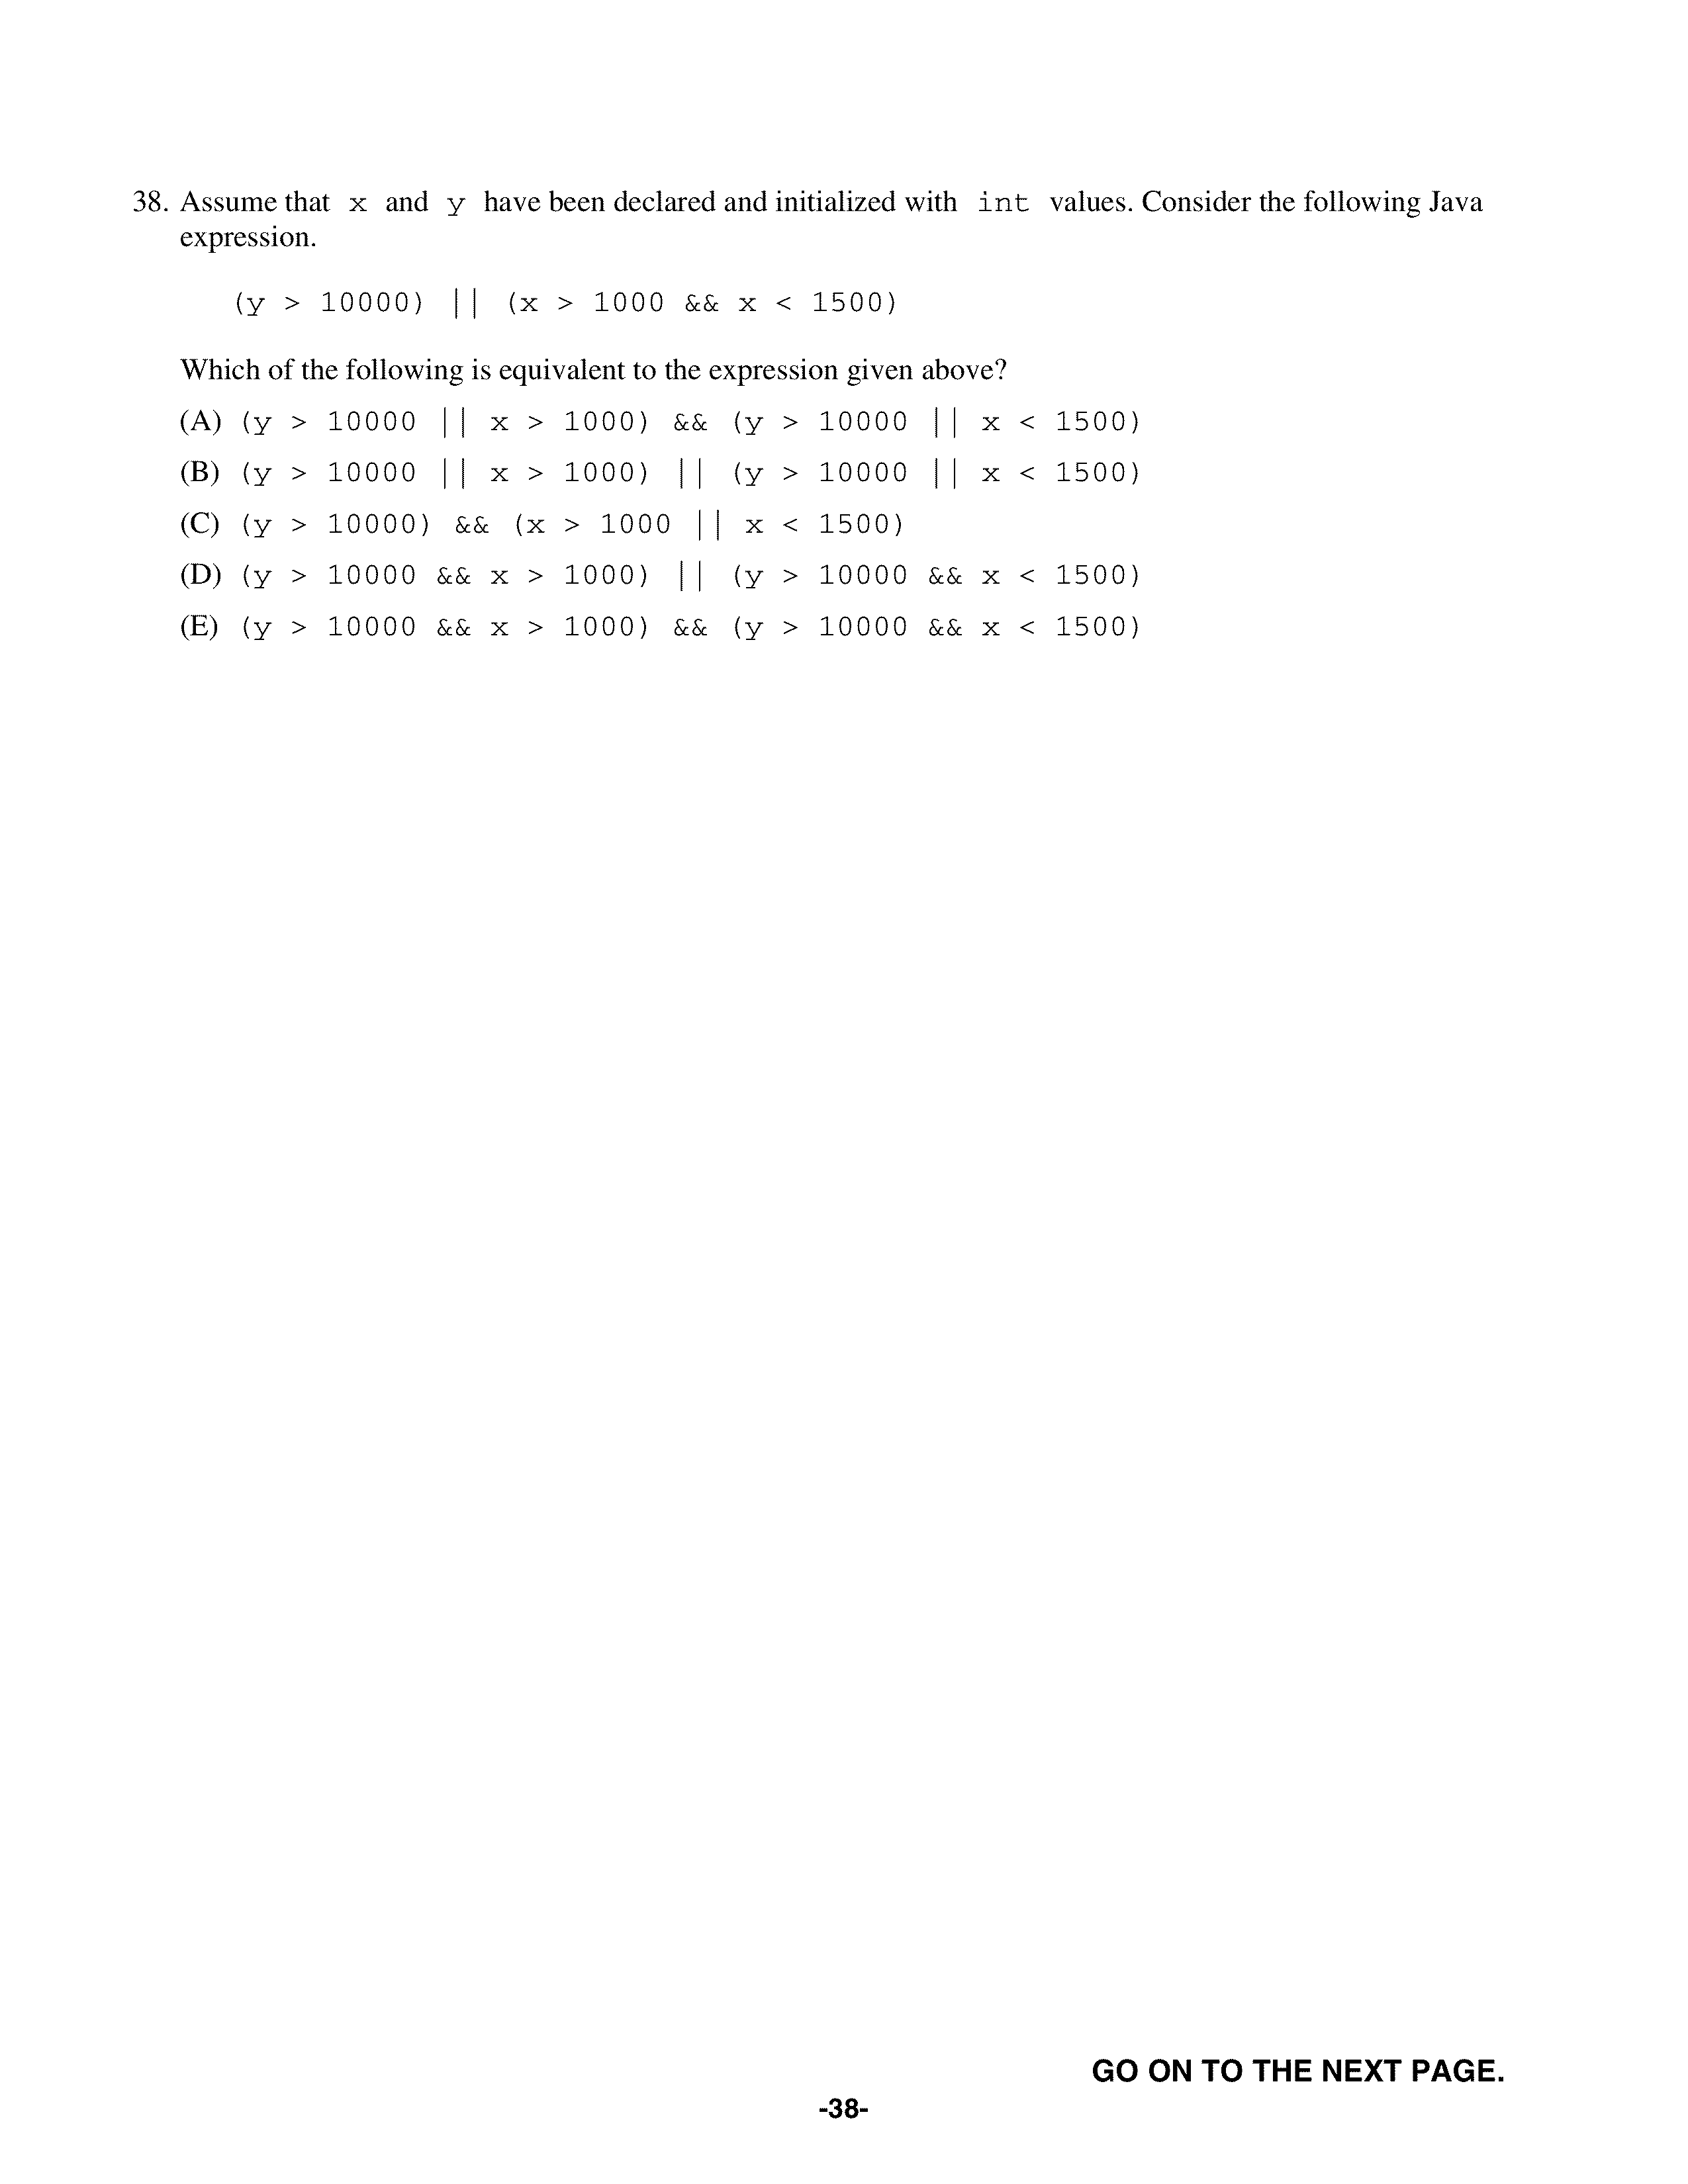 38. Assume that x and y have been declared and initialized with int values. Consider the following Java
expression.
(y > 10000) || (x > 1000 && x < 1500)
Which of the following is equivalent to the expression given above?
(A) (y > 10000 || x > 1000) && (y > 10000 || x < 1500)
(B) (y > 10000 || x > 1000) || (y > 10000 || x < 1500)
(C) (y > 10000) && (x > 1000 || x < 1500)
(D) (y > 10000 && x > 1000) || (y > 10000 && x < 1500)
(E) (y > 10000 && x > 1000) && (y > 10000 && x < 1500)
GO ON TO THE NEXT PAGE.
-38-